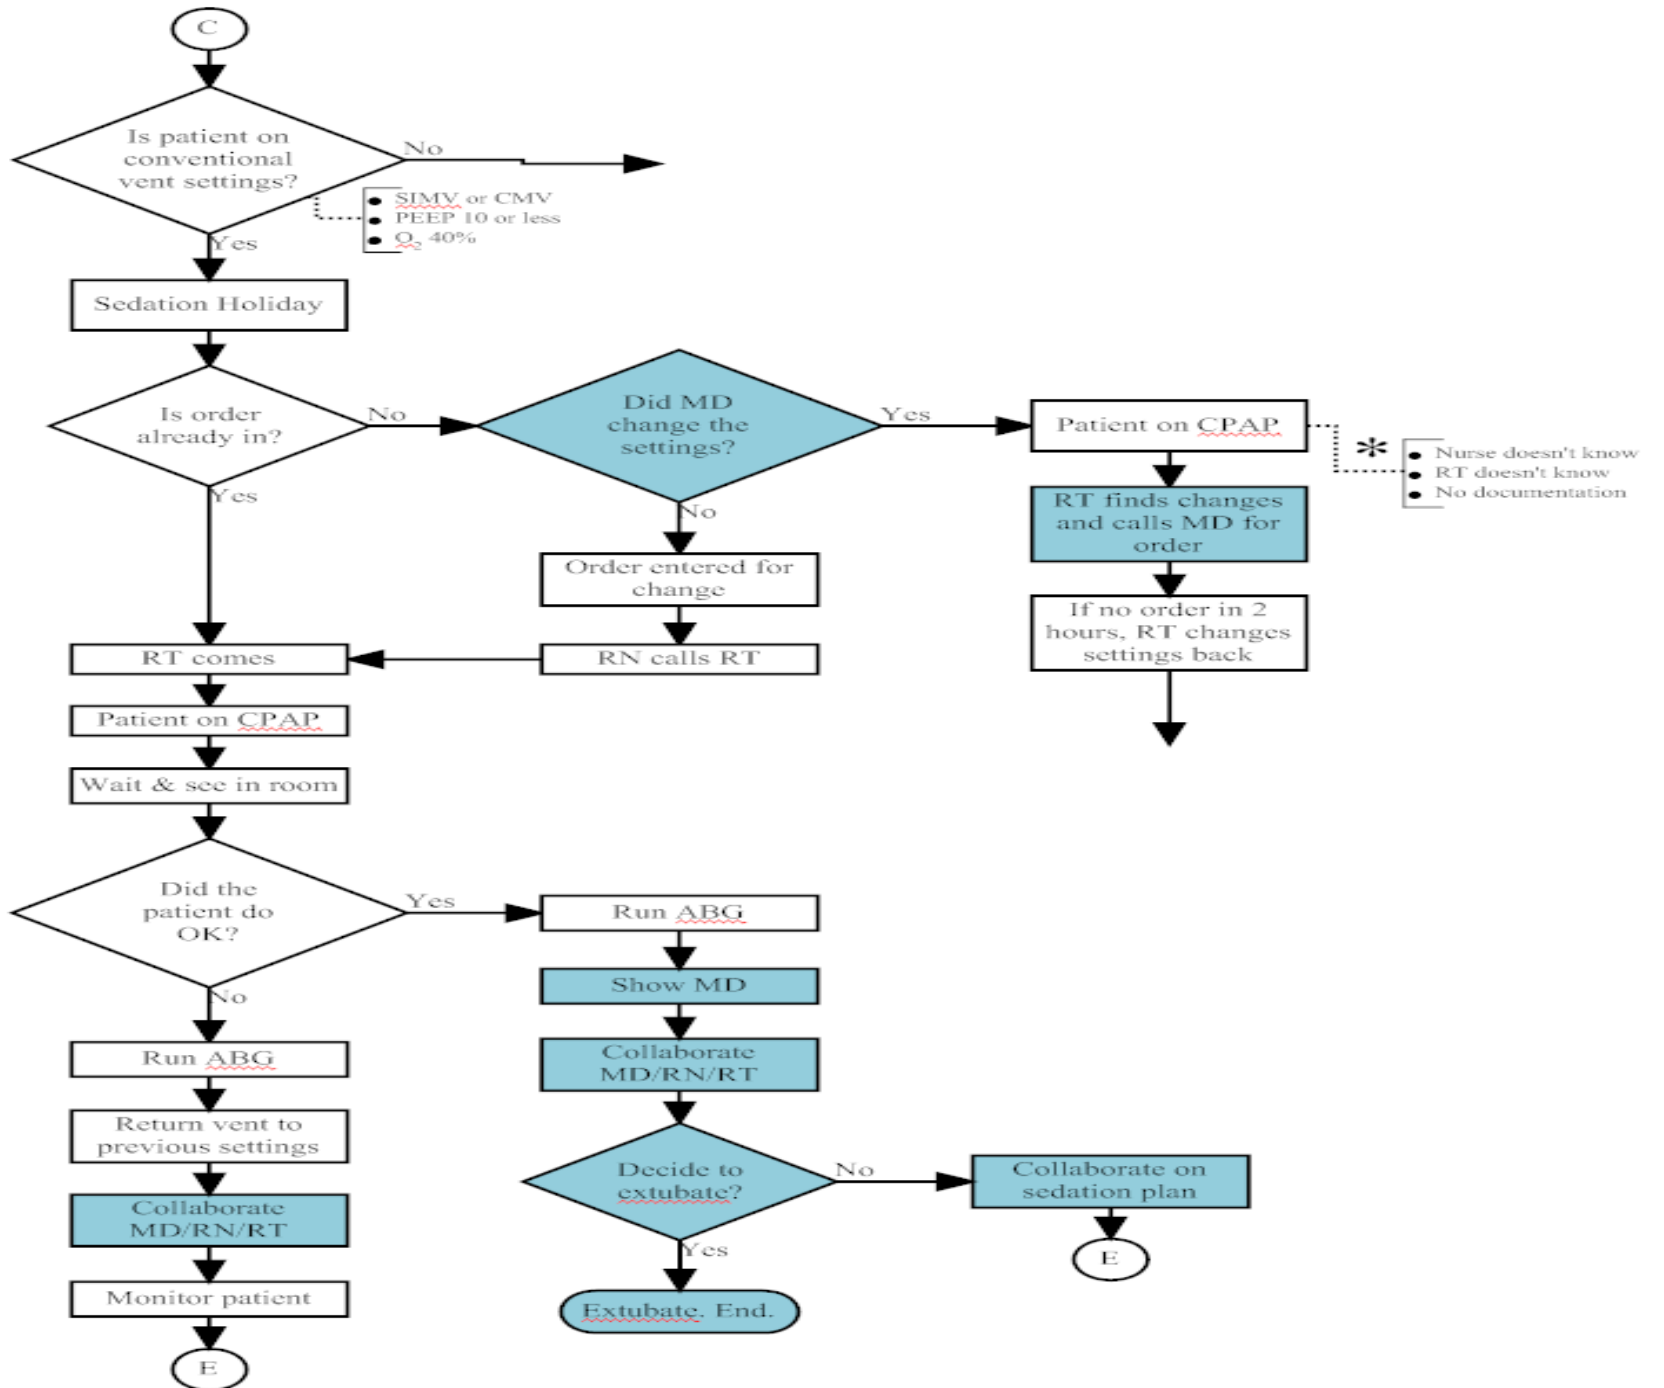 C
Is patient on
conventional
vent settings?
No
SIMV or CMV
PEEP 10 or less
O2 40%
Yes
Sedation Holiday
Is order
already in?
No
Did MD
change the
settings?
Yes
Patient on CPAP
*
Nurse doesn't know
RT doesn't know
No documentation
Yes
No
RT finds changes
and calls MD for
order
Order entered for
change
If no order in 2
hours, RT changes
settings back
RT comes
RN calls RT
Patient on CPAP
Wait & see in room
Did the
patient do
OK?
Yes
Run ABG
No
Show MD
Run ABG
Collaborate
MD/RN/RT
Return vent to
previous settings
Decide to
extubate?
No
Collaborate on
sedation plan
Collaborate
MD/RN/RT
Yes
E
Monitor patient
Extubate. End.
E